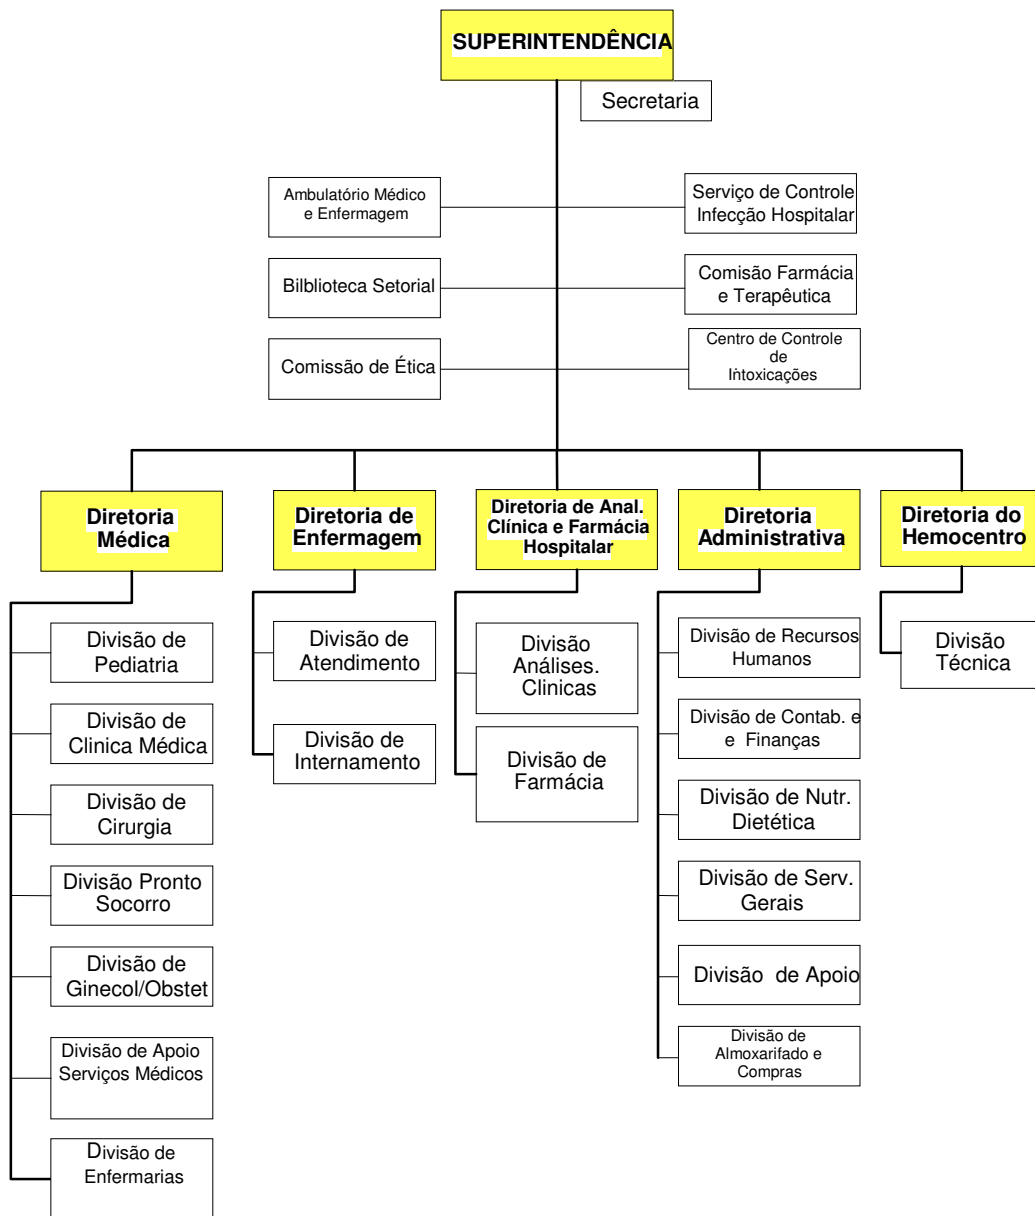 SUPERINTENDÊNCIA
Secretaria
Ambulatório Médico
e Enfermagem
Serviço de Controle
Infecção Hospitalar
Bilblioteca Setorial
Comisão Farmácia
e Terapêutica
Comissão de Ética
Centro de Controle
de
Intoxicações
Diretoria
Médica
Diretoria de
Enfermagem
Diretoria de Anal.
Clínica e Farmácia
Hospitalar
Diretoria
Administrativa
Diretoria do
Hemocentro
Divisão de
Pediatria
Divisão de
Clinica Médica
Divisão de
Cirurgia
Divisão Pronto
Socorro
Divisão de
Ginecol/Obstet
Divisão de Apoio
Serviços Médicos
Divisão de
Enfermarias
Divisão de
Atendimento
Divisão de
Internamento
Divisão
Análises.
Clinicas
Divisão de
Farmácia
Divisão de Recursos
Humanos
Divisão de Contab. e
e Finanças
Divisão de Nutr.
Dietética
Divisão de Serv.
Gerais
Divisão de Apoio
Divisão de
Almoxarifado e
Compras
Divisão
Técnica